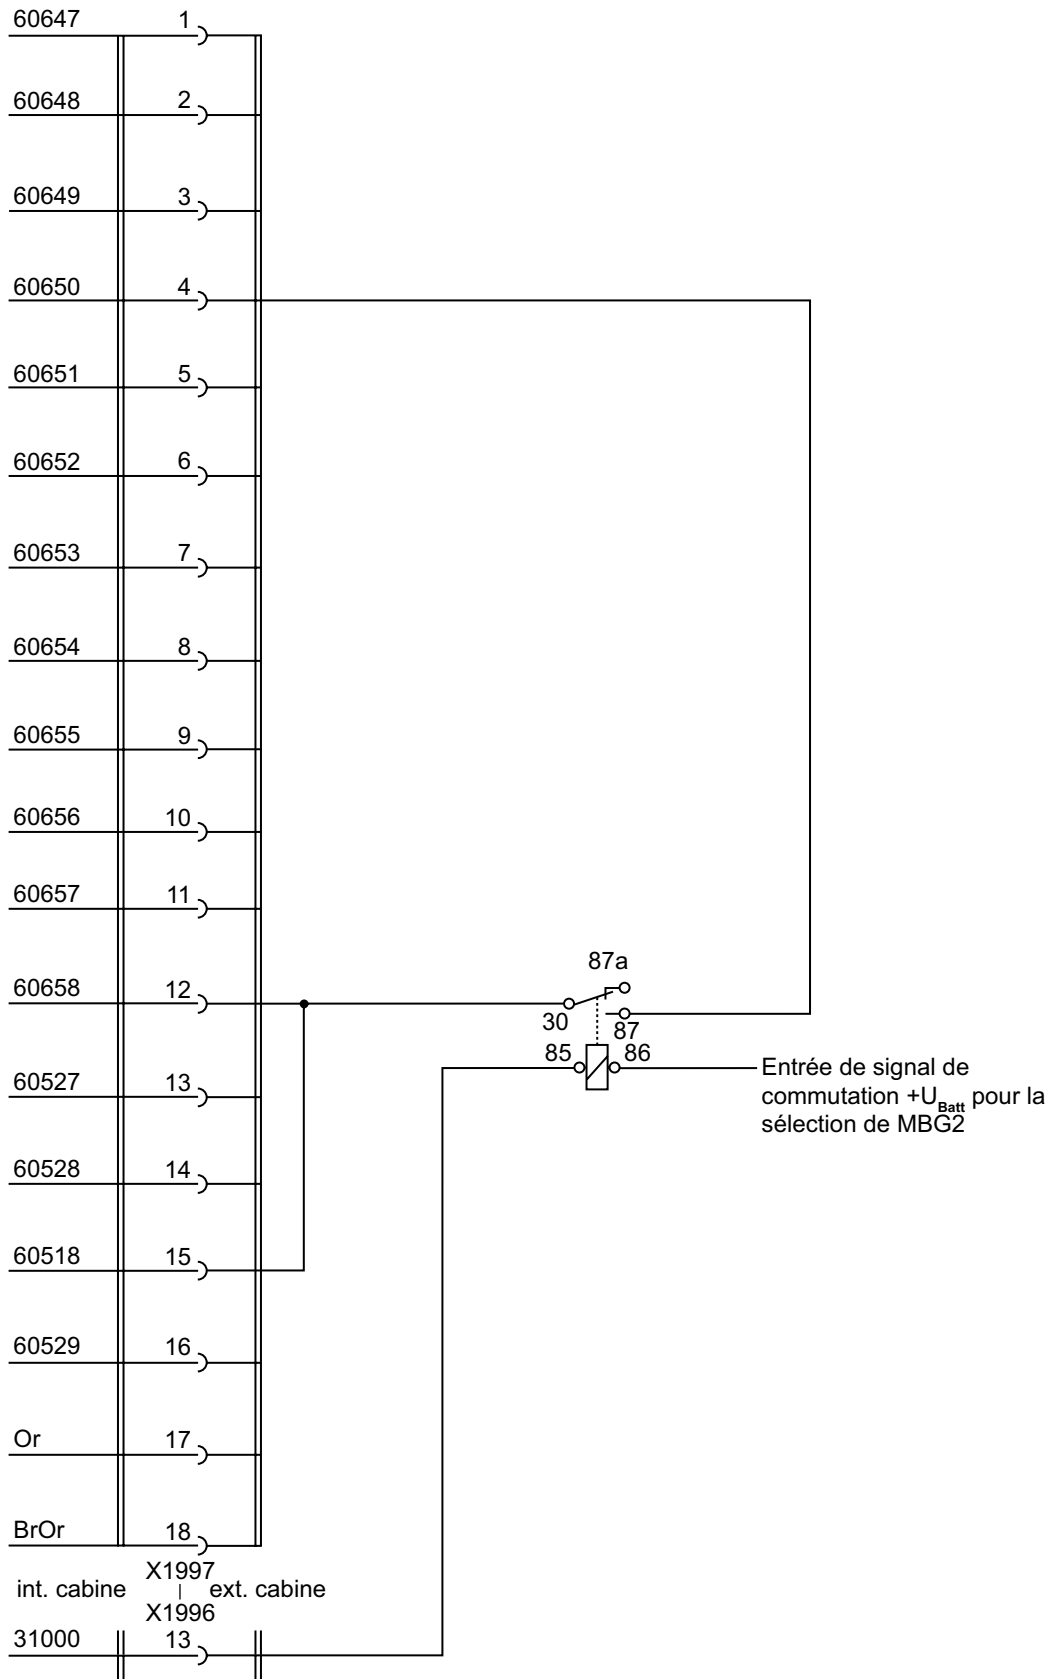 60647 1
60648 2
60649 3
60650 4
60651 5
60652 6
60653 7
60654 8
60655 9
60656 10
60657 11
87a
60658 12
30
87
60527 13
85 86
Entrée de signal de
commutation +UBatt pour la
sélection de MBG2
60528 14
60518 15
60529 16
Or 17
BrOr 18
X1997
int. cabine | ext. cabine
X1996
31000 13